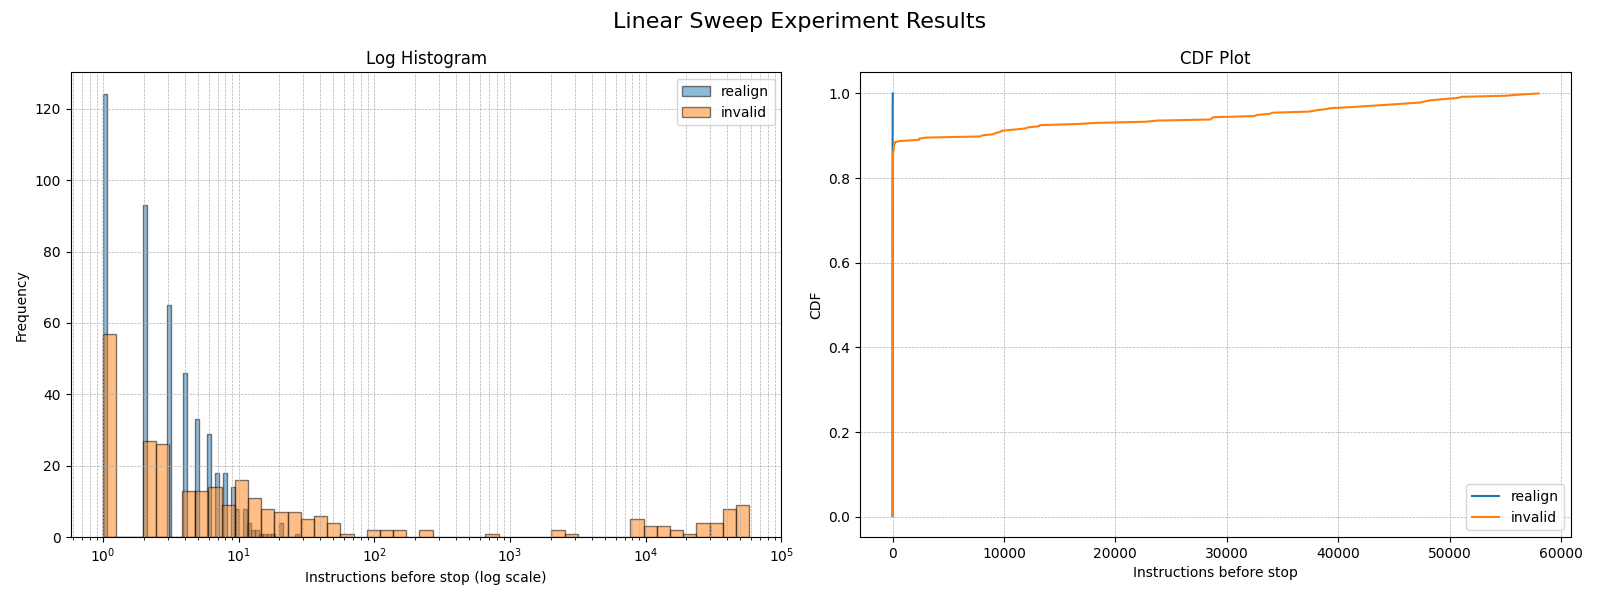 Linear Sweep Experiment Results
Log Histogram
realign
invalid
120
100
80
60
40
20
0
Frequency
10⁰
10¹
10²
10³
10⁴
10⁵
Instructions before stop (log scale)
CDF Plot
1.0
0.8
0.6
0.4
0.2
0.0
CDF
realign
invalid
0
10000
20000
30000
40000
50000
60000
Instructions before stop